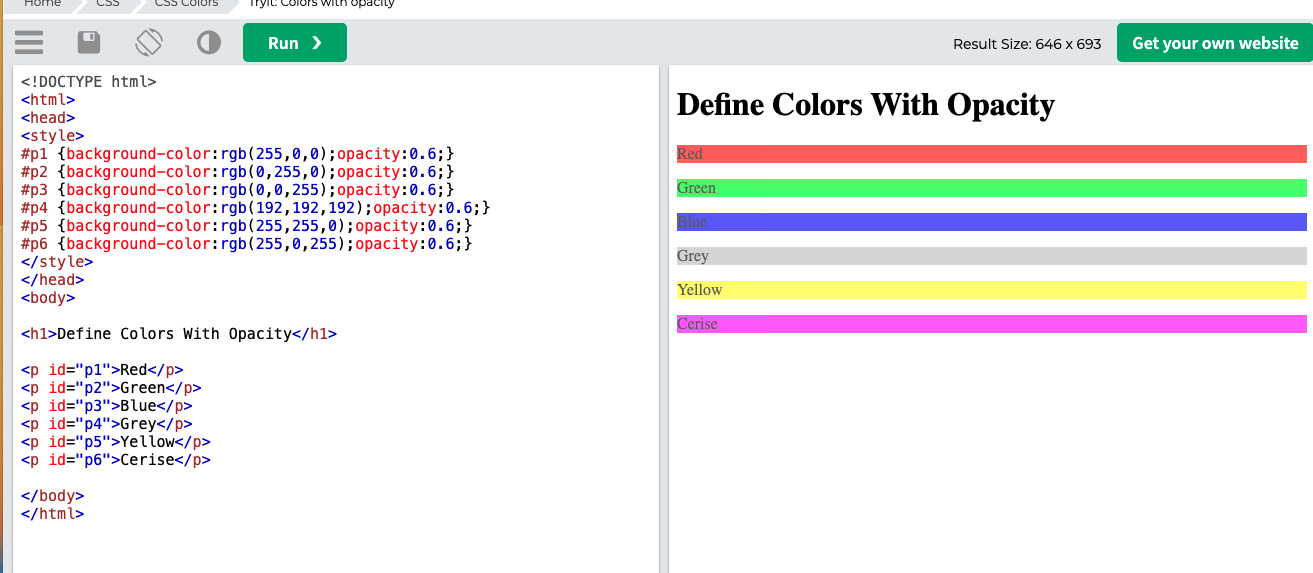 Home
CSS
CSS Colors
Tryit: Colors with opacity
Run ❯
Result Size: 646 x 693
Get your own website
<!DOCTYPE html>
<html>
<head>
<style>
#p1 {background-color:rgb(255,0,0);opacity:0.6;}
#p2 {background-color:rgb(0,255,0);opacity:0.6;}
#p3 {background-color:rgb(0,0,255);opacity:0.6;}
#p4 {background-color:rgb(192,192,192);opacity:0.6;}
#p5 {background-color:rgb(255,255,0);opacity:0.6;}
#p6 {background-color:rgb(255,0,255);opacity:0.6;}
</style>
</head>
<body>
<h1>Define Colors With Opacity</h1>
<p id="p1">Red</p>
<p id="p2">Green</p>
<p id="p3">Blue</p>
<p id="p4">Grey</p>
<p id="p5">Yellow</p>
<p id="p6">Cerise</p>
</body>
</html>
Define Colors With Opacity
Red
Green
Blue
Grey
Yellow
Cerise